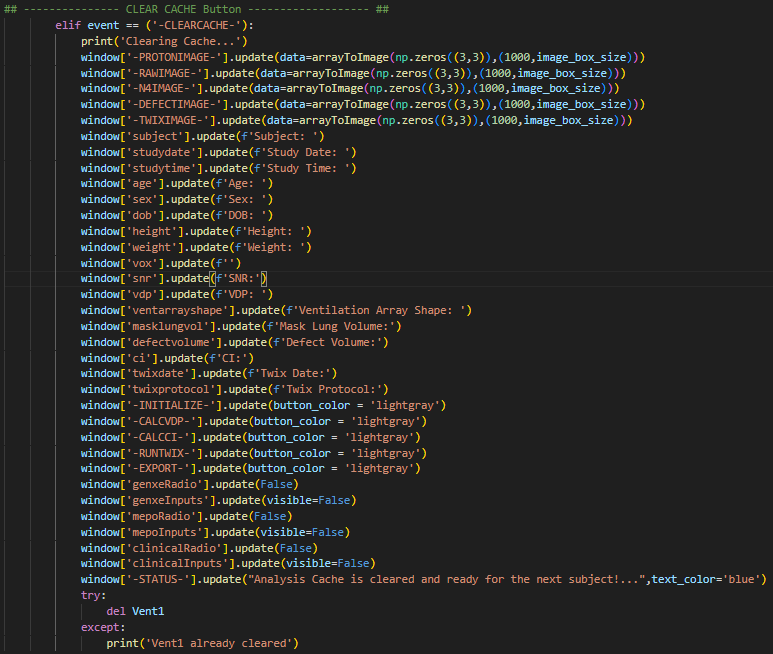 ## --------------- CLEAR CACHE Button ------------------- ##
elif event == ('-CLEARCACHE-'):
print('Clearing Cache...')
window['-PROTONIMAGE-'].update(data=arrayToImage(np.zeros((3,3)),(1000,image_box_size)))
window['-RAWIMAGE-'].update(data=arrayToImage(np.zeros((3,3)),(1000,image_box_size)))
window['-N4IMAGE-'].update(data=arrayToImage(np.zeros((3,3)),(1000,image_box_size)))
window['-DEFECTIMAGE-'].update(data=arrayToImage(np.zeros((3,3)),(1000,image_box_size)))
window['-TWIXIMAGE-'].update(data=arrayToImage(np.zeros((3,3)),(1000,image_box_size)))
window['subject'].update(f'Subject: ')
window['studydate'].update(f'Study Date: ')
window['studytime'].update(f'Study Time: ')
window['age'].update(f'Age: ')
window['sex'].update(f'Sex: ')
window['dob'].update(f'DOB: ')
window['height'].update(f'Height: ')
window['weight'].update(f'Weight: ')
window['vox'].update(f'')
window['snr'].update(f'SNR:')
window['vdp'].update(f'VDP: ')
window['ventarrayshape'].update(f'Ventilation Array Shape: ')
window['masklungvol'].update(f'Mask Lung Volume:')
window['defectvolume'].update(f'Defect Volume:')
window['ci'].update(f'CI:')
window['twixdate'].update(f'Twix Date:')
window['twixprotocol'].update(f'Twix Protocol:')
window['-INITIALIZE-'].update(button_color = 'lightgray')
window['-CALCVDP-'].update(button_color = 'lightgray')
window['-CALCCI-'].update(button_color = 'lightgray')
window['-RUNTWIX-'].update(button_color = 'lightgray')
window['-EXPORT-'].update(button_color = 'lightgray')
window['genxeRadio'].update(False)
window['genxeInputs'].update(visible=False)
window['mepoRadio'].update(False)
window['mepoInputs'].update(visible=False)
window['clinicalRadio'].update(False)
window['clinicalInputs'].update(visible=False)
window['-STATUS-'].update("Analysis Cache is cleared and ready for the next subject!...",text_color='blue')
try:
del Vent1
except:
print('Vent1 already cleared')